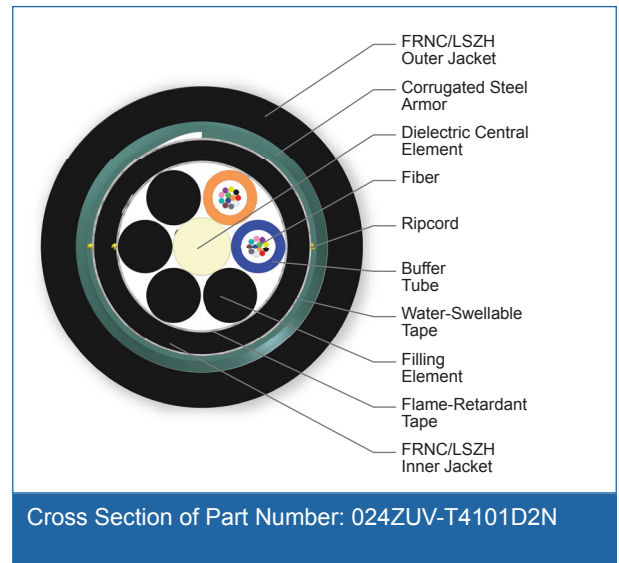 FRNC/LSZH
Outer Jacket
Corrugated Steel
Armor
Dielectric Central
Element
Fiber
Ripcord
Buffer
Tube
Water-Swellable
Tape
Filling
Element
Flame-Retardant
Tape
FRNC/LSZH
Inner Jacket
Cross Section of Part Number: 024ZUV-T4101D2N